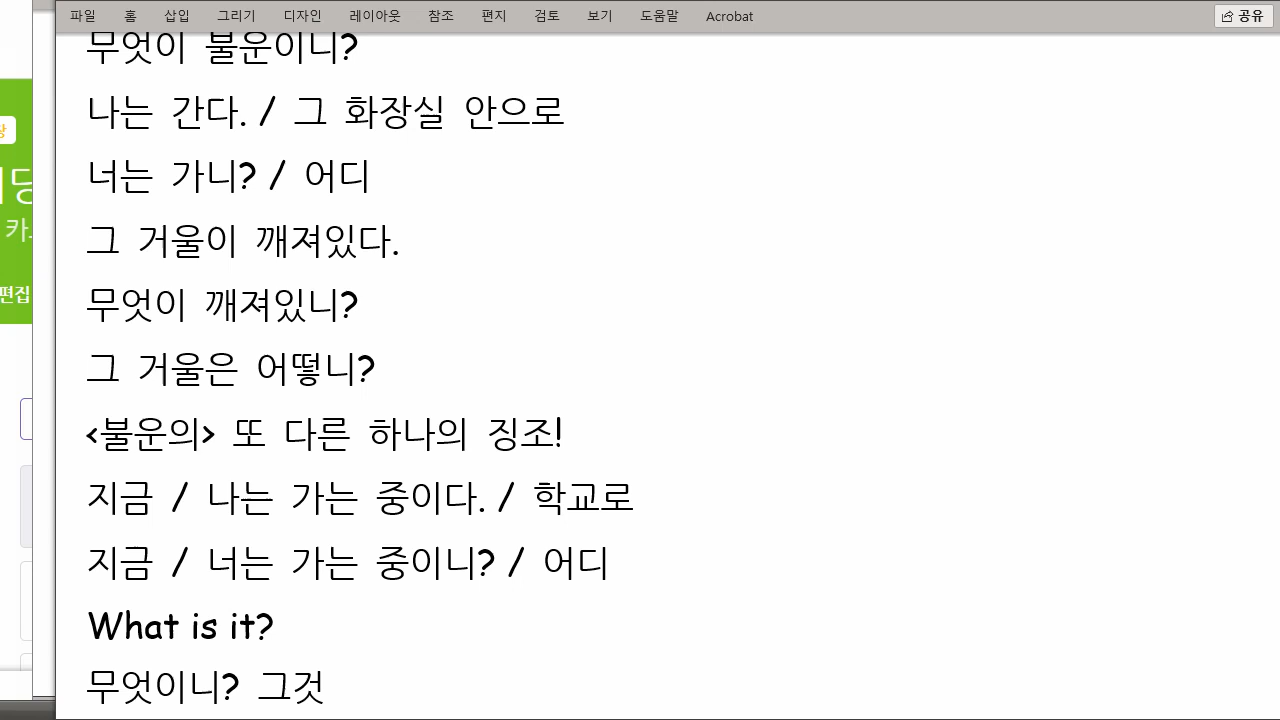 파일 홈 삽입 그리기 디자인 레이아웃 참조 편지 검토 보기 도움말 Acrobat 공유
무엇이 불운이니?
나는 간다. / 그 화장실 안으로
너는 가니? / 어디
그 거울이 깨져있다.
무엇이 깨져있니?
그 거울은 어떻니?
<불운의> 또 다른 하나의 징조!
지금 / 나는 가는 중이다. / 학교로
지금 / 너는 가는 중이니? / 어디
What is it?
무엇이니? 그것
편집